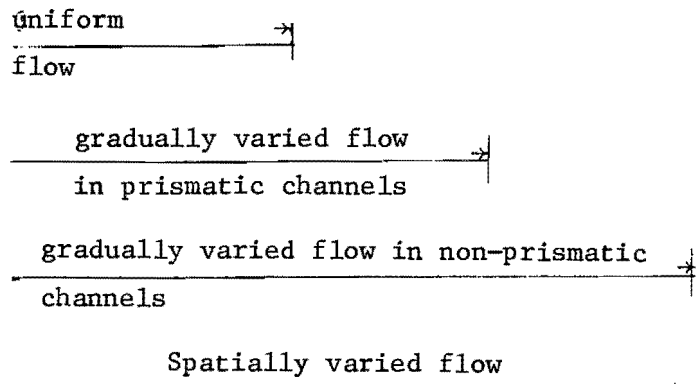 uniform
flow
gradually varied flow
in prismatic channels
gradually varied flow in non-prismatic
channels
Spatially varied flow